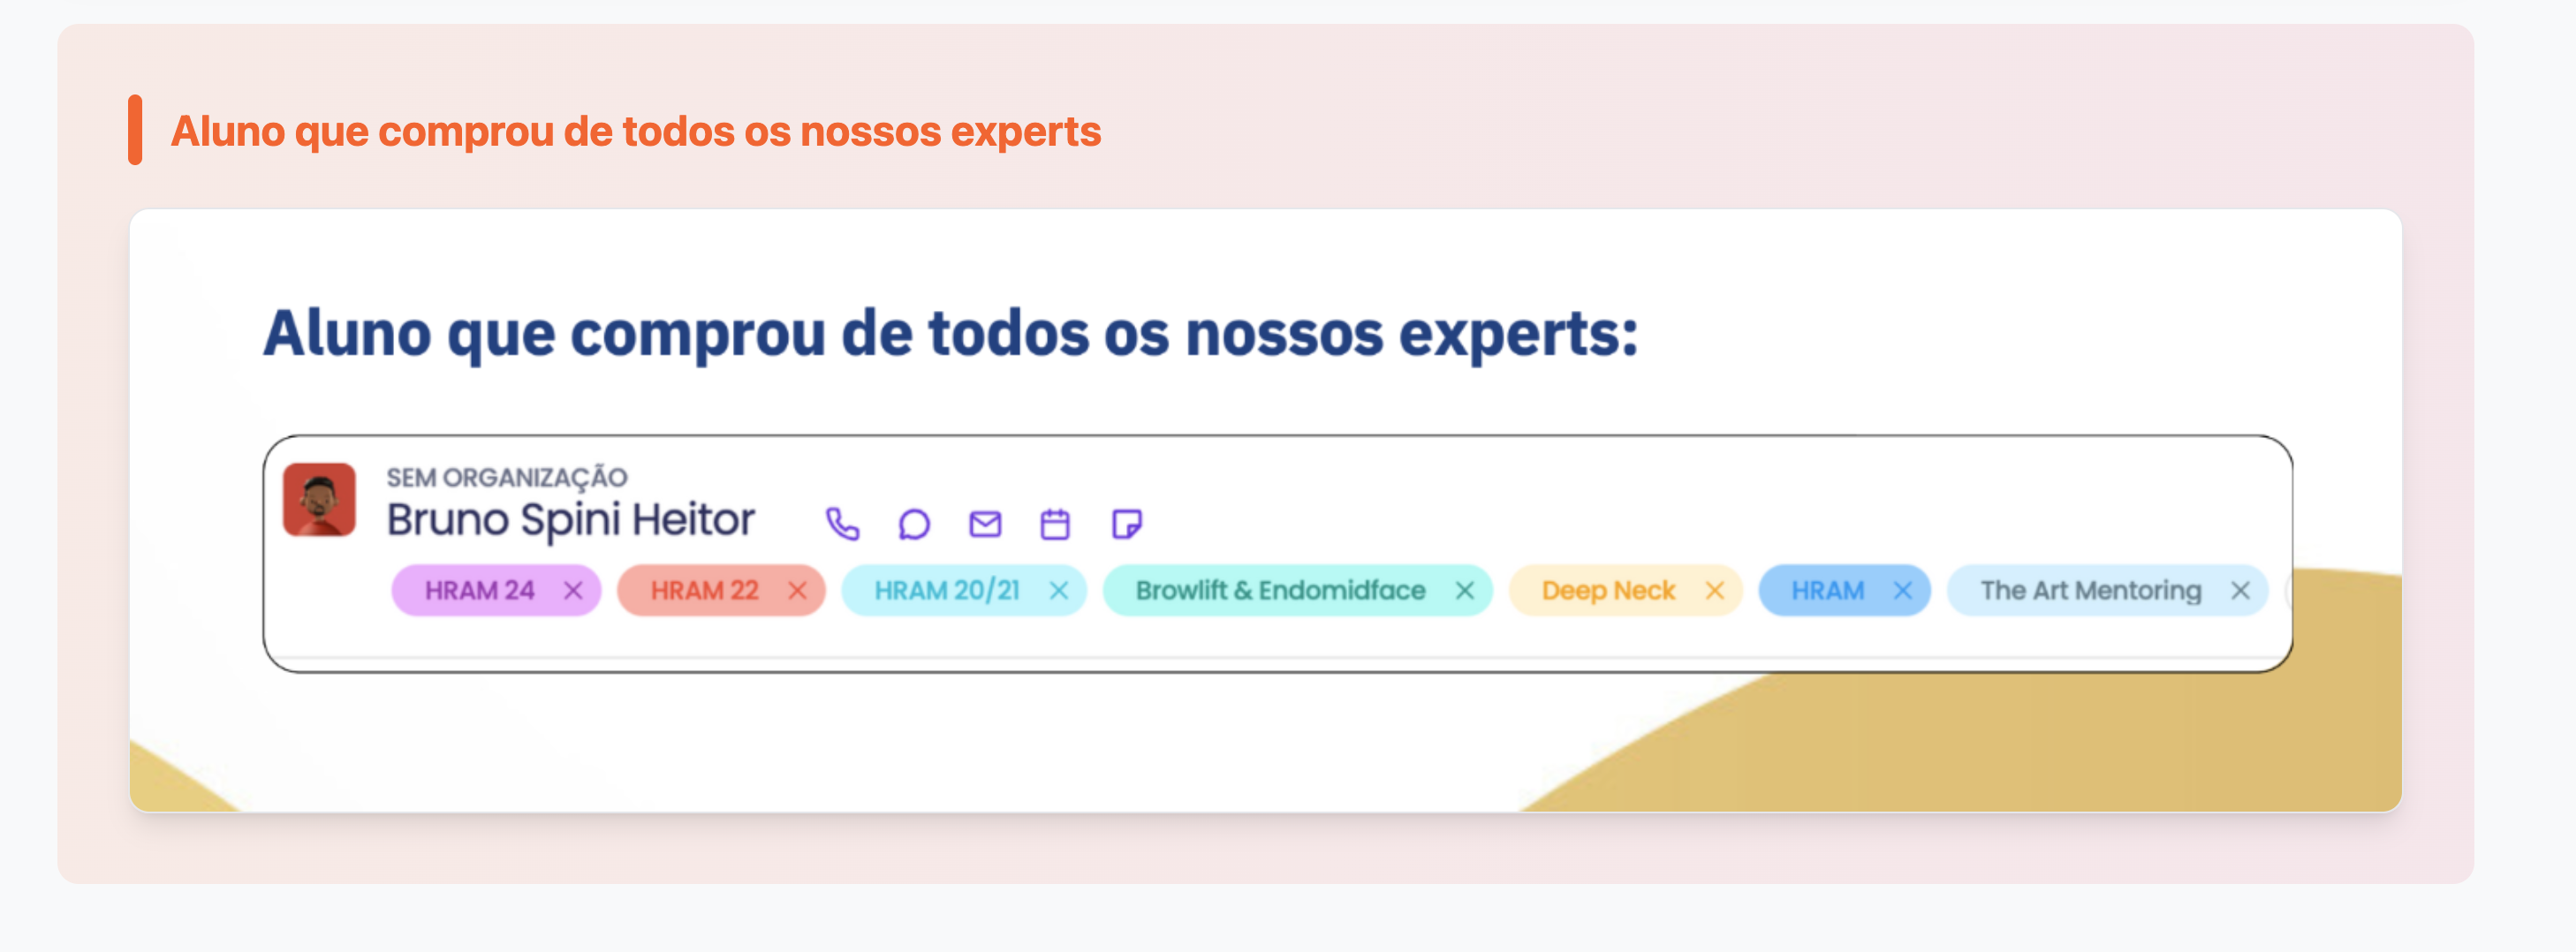 Aluno que comprou de todos os nossos experts
Aluno que comprou de todos os nossos experts:
SEM ORGANIZAÇÃO
Bruno Spini Heitor
HRAM 24 HRAM 22 HRAM 20/21 Browlift & Endomidface Deep Neck HRAM The Art Mentoring